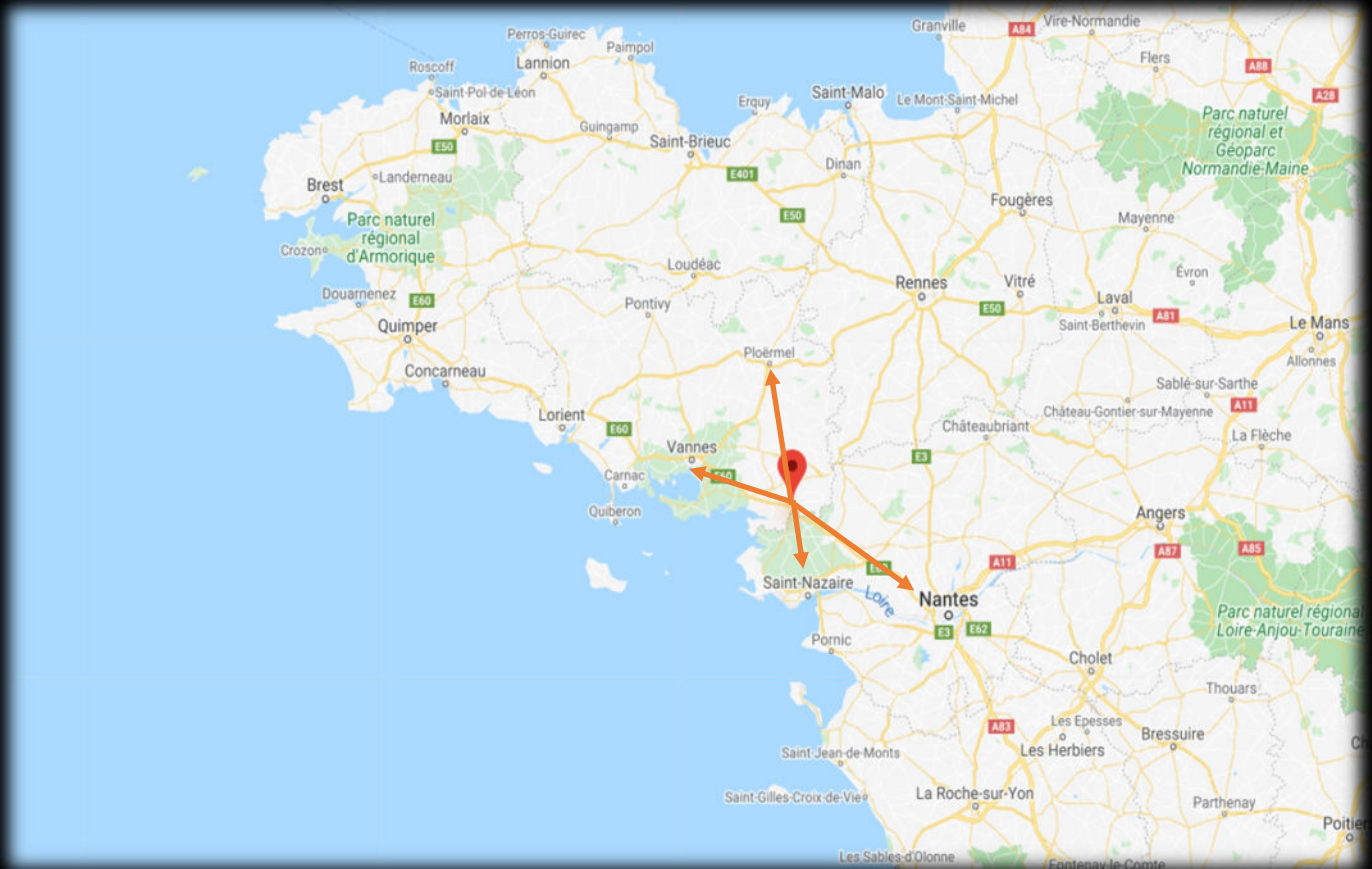 Granville
A84
Vire-Normandie
Perros-Guirec
Paimpol
Flers
Lannion
A88
Roscoff
Saint-Pol-de-Léon
Saint-Malo
Erquy
Le Mont-Saint-Michel
A28
Morlaix
Guingamp
Parc naturel
régional et
Géoparc
Normandie-Maine
Saint-Brieuc
E50
E401
Dinan
Landerneau
Brest
Fougères
Parc naturel
régional
d'Armorique
E50
Mayenne
Crozon
Loudéac
Évron
Rennes
Vitré
Douarnenez
E60
Pontivy
E50
Laval
Saint-Berthevin
A81
Le Mans
Quimper
Ploërmel
Allonnes
Concarneau
Sablé-sur-Sarthe
A11
Lorient
Château-Gontier-sur-Mayenne
E60
Châteaubriant
La Flèche
Vannes
E3
Carnac
E60
Quiberon
Angers
A87
A85
A11
Saint-Nazaire
Loire
Nantes
Parc naturel régional
Loire-Anjou-Touraine
E3
E62
Pornic
Cholet
Thouars
Les Epesses
A83
Bressuire
Les Herbiers
Saint-Jean-de-Monts
Saint-Gilles-Croix-de-Vie
La Roche-sur-Yon
Parthenay
Poitier
Les Sables-d'Olonne
Fontenay-le-Comte